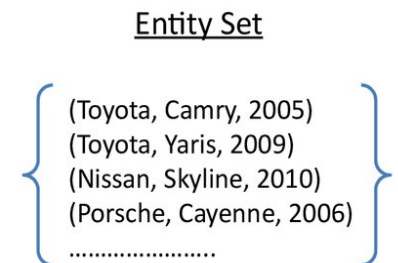 Entity Set
(Toyota, Camry, 2005)
(Toyota, Yaris, 2009)
(Nissan, Skyline, 2010)
(Porsche, Cayenne, 2006)
……………………..